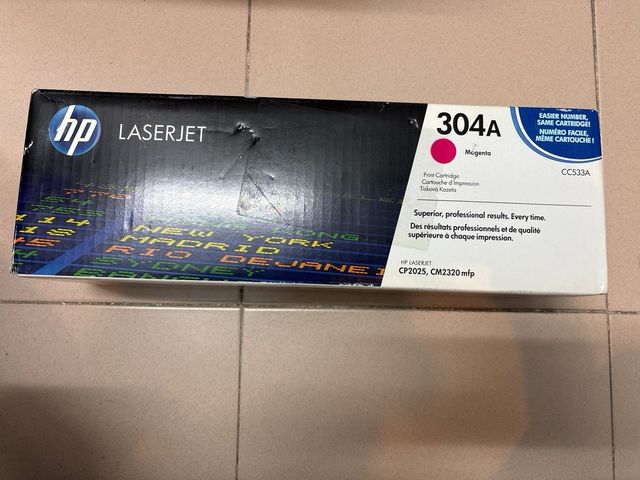 hp
LASERJET
304A
Magenta
EASIER NUMBER,
SAME CARTRIDGE!
NUMÉRO FACILE,
MÊME CARTOUCHE !
CC533A
Print Cartridge
Cartouche d'impression
Tisková Kazeta
Superior, professional results. Every time.
Des résultats professionnels et de qualité
supérieure à chaque impression.
HP LASERJET
CP2025, CM2320 mfp
114
NEW YORK
MADRID
RIO DEJANEI
SYDNEY